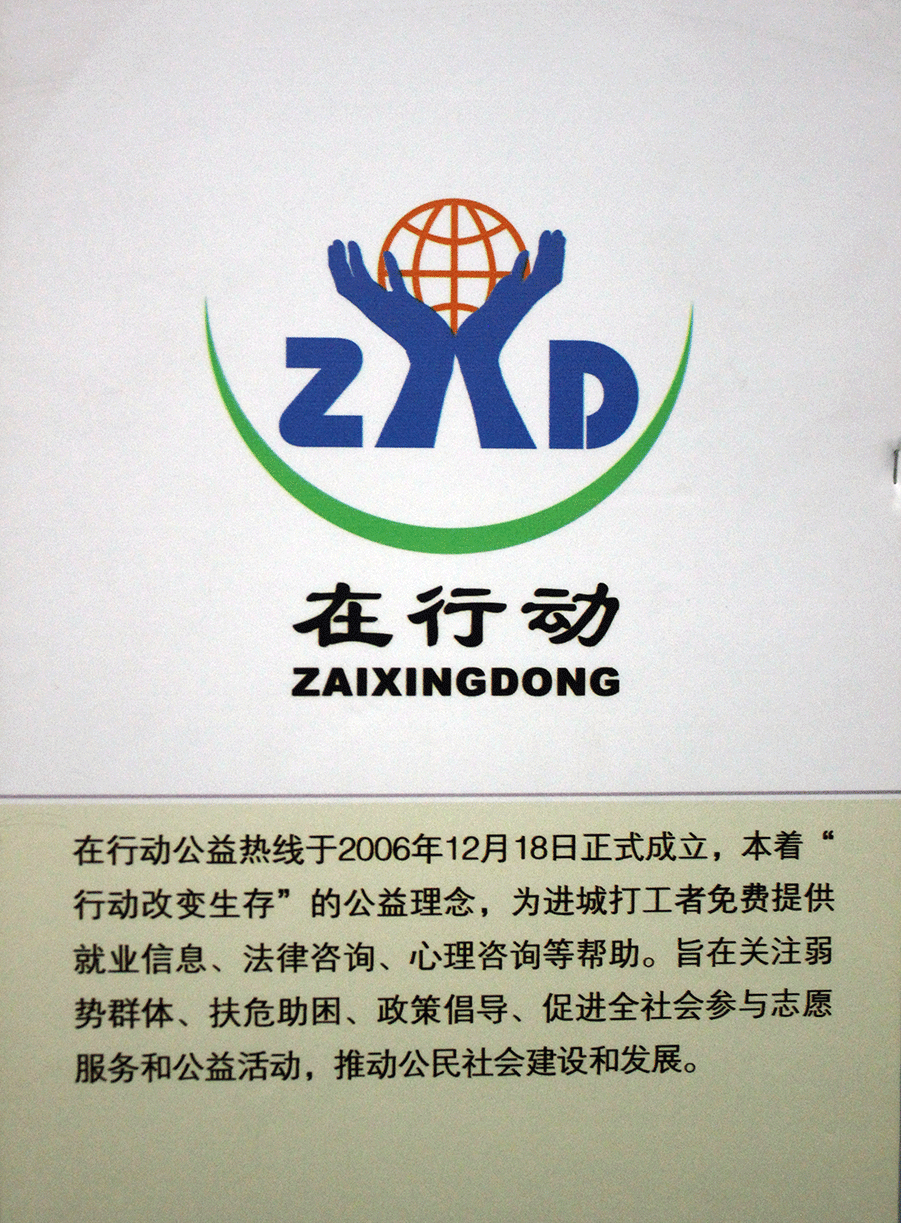 ZXD
在行动
ZAIXINGDONG
在行动公益热线于2006年12月18日正式成立，本着“
行动改变生存”的公益理念，为进城打工者免费提供
就业信息、法律咨询、心理咨询等帮助。旨在关注弱
势群体、扶危助困、政策倡导、促进全社会参与志愿
服务和公益活动，推动公民社会建设和发展。